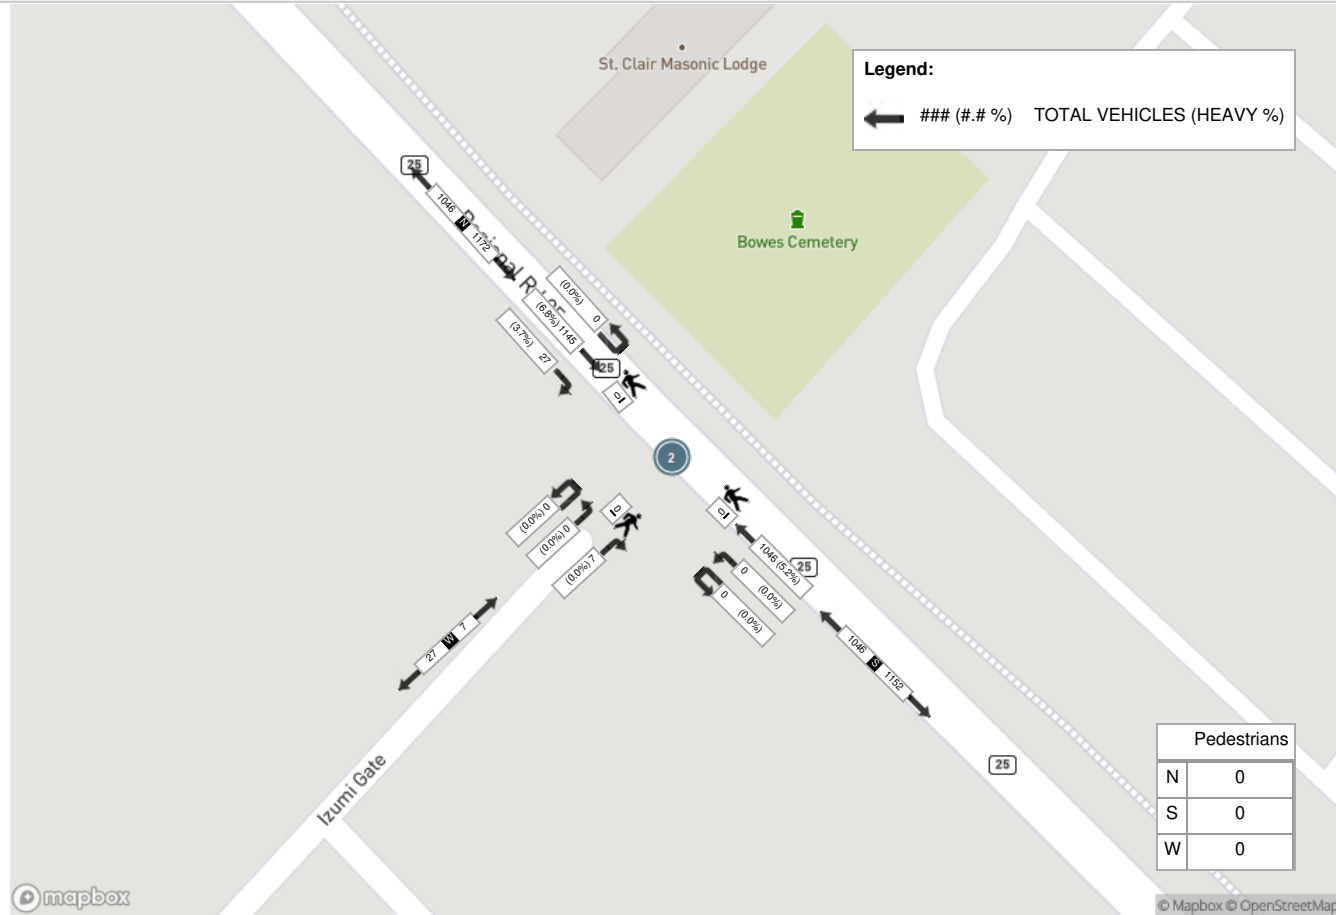 St. Clair Masonic Lodge
Legend:
### (#.# %) TOTAL VEHICLES (HEAVY %)
25
1046 N 1172
Regional Rd 25
(0.0%) 0
(6.8%) 1145
(3.7%) 27
25
0
Bowes Cemetery
2
(0.0%) 0
(0.0%) 0
(0.0%) 7
0
0
1046 (5.2%)
25
0 (0.0%)
0 (0.0%)
27 W 7
1046 S 1152
25
Izumi Gate
Pedestrians
N 0
S 0
W 0
mapbox
© Mapbox © OpenStreetMap